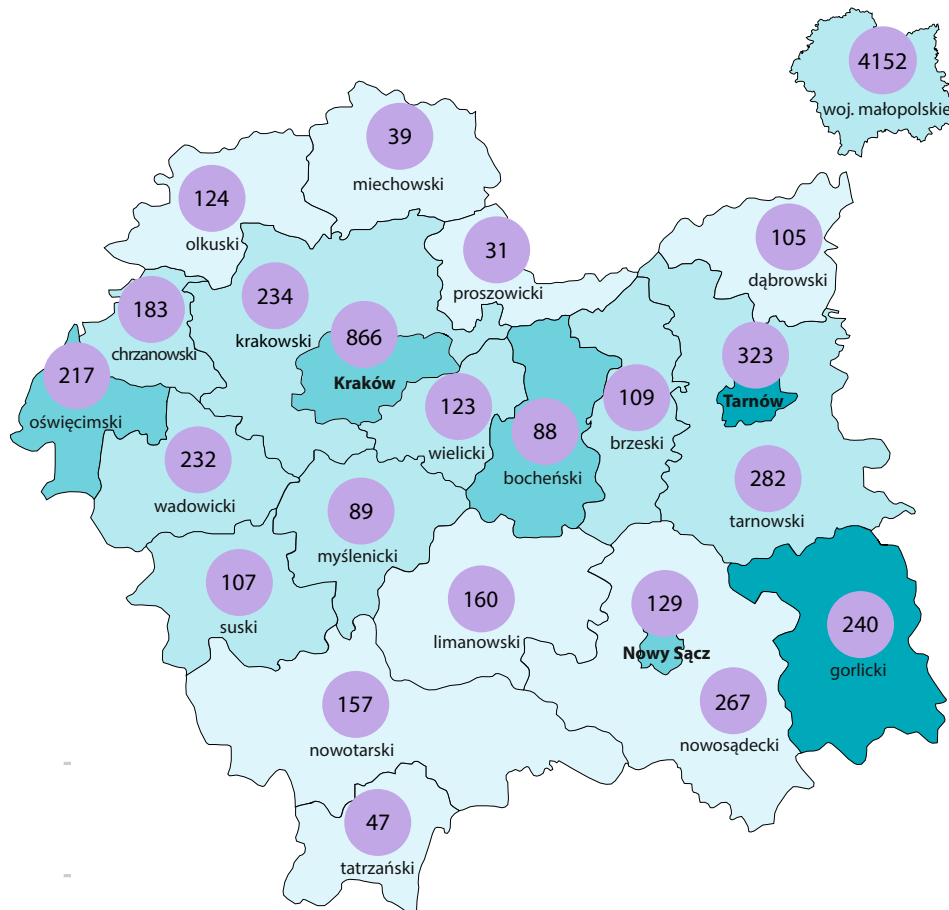 4152
woj. małopolskie
39
miechowski
124
olkuski
105
dąbrowski
31
proszowicki
234
krakowski
183
chrzanowski
866
Kraków
323
Tarnów
217
oświęcimski
123
wielicki
109
brzeski
88
bocheński
232
wadowicki
282
tarnowski
89
myślenicki
107
suski
160
limanowski
129
Nowy Sącz
240
gorlicki
157
nowotarski
267
nowosądecki
47
tatrzański